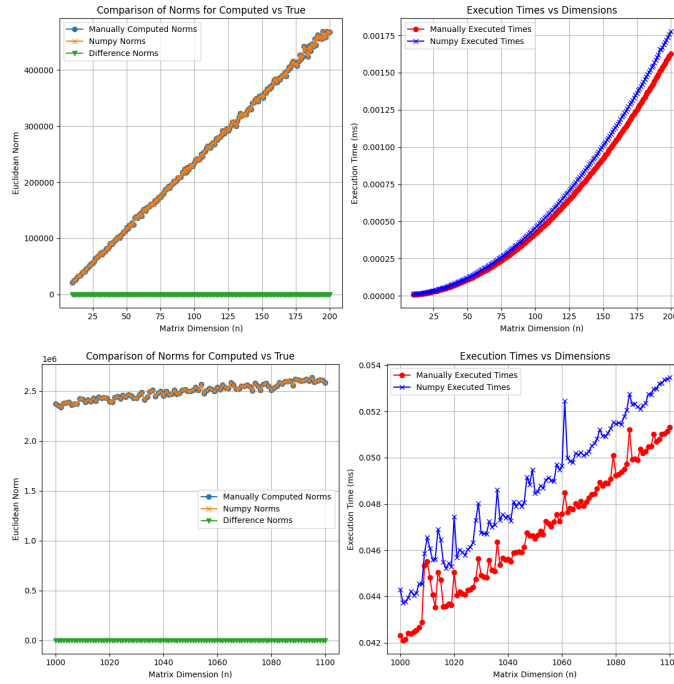 Comparison of Norms for Computed vs True
Manually Computed Norms
Numpy Norms
Difference Norms
Euclidean Norm
400000
300000
200000
100000
0
25 50 75 100 125 150 175 200
Matrix Dimension (n)
Execution Times vs Dimensions
Manually Executed Times
Numpy Executed Times
Execution Time (ms)
0.00175
0.00150
0.00125
0.00100
0.00075
0.00050
0.00025
0.00000
25 50 75 100 125 150 175 200
Matrix Dimension (n)
Comparison of Norms for Computed vs True
1e6
Euclidean Norm
2.5
2.0
1.5
1.0
0.5
0.0
Manually Computed Norms
Numpy Norms
Difference Norms
1000 1020 1040 1060 1080 1100
Matrix Dimension (n)
Execution Times vs Dimensions
Manually Executed Times
Numpy Executed Times
Execution Time (ms)
0.054
0.052
0.050
0.048
0.046
0.044
0.042
1000 1020 1040 1060 1080 110
Matrix Dimension (n)